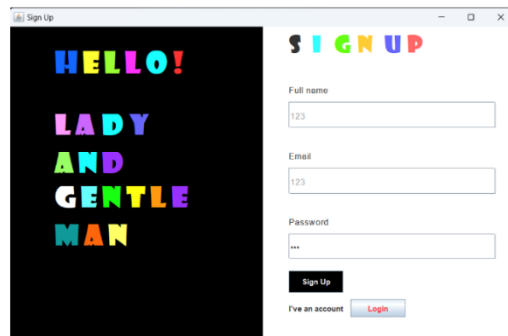 Sign Up
HELLO!
LADY
AND
GENTLE
MAN
SIGN UP
Full name
123
Email
123
Password
•••
Sign Up
I've an account Login